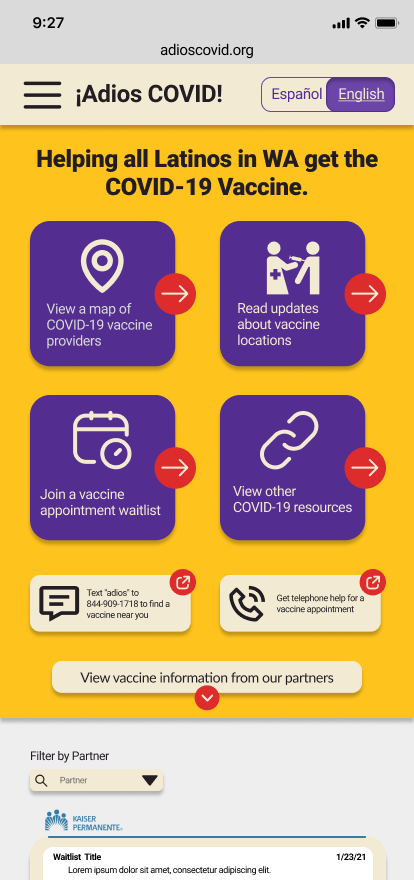 9:27
adioscovid.org
¡Adios COVID!
Español
English
Helping all Latinos in WA get the
COVID-19 Vaccine.
View a map of
COVID-19 vaccine
providers
Read updates
about vaccine
locations
Join a vaccine
appointment waitlist
View other
COVID-19 resources
Text "adios" to
844-909-1718 to find a
vaccine near you
Get telephone help for a
vaccine appointment
View vaccine information from our partners
Filter by Partner
Partner
KAISER
PERMANENTE®
Waitlist Title 1/23/21
Lorem ipsum dolor sit amet, consectetur adipiscing elit.